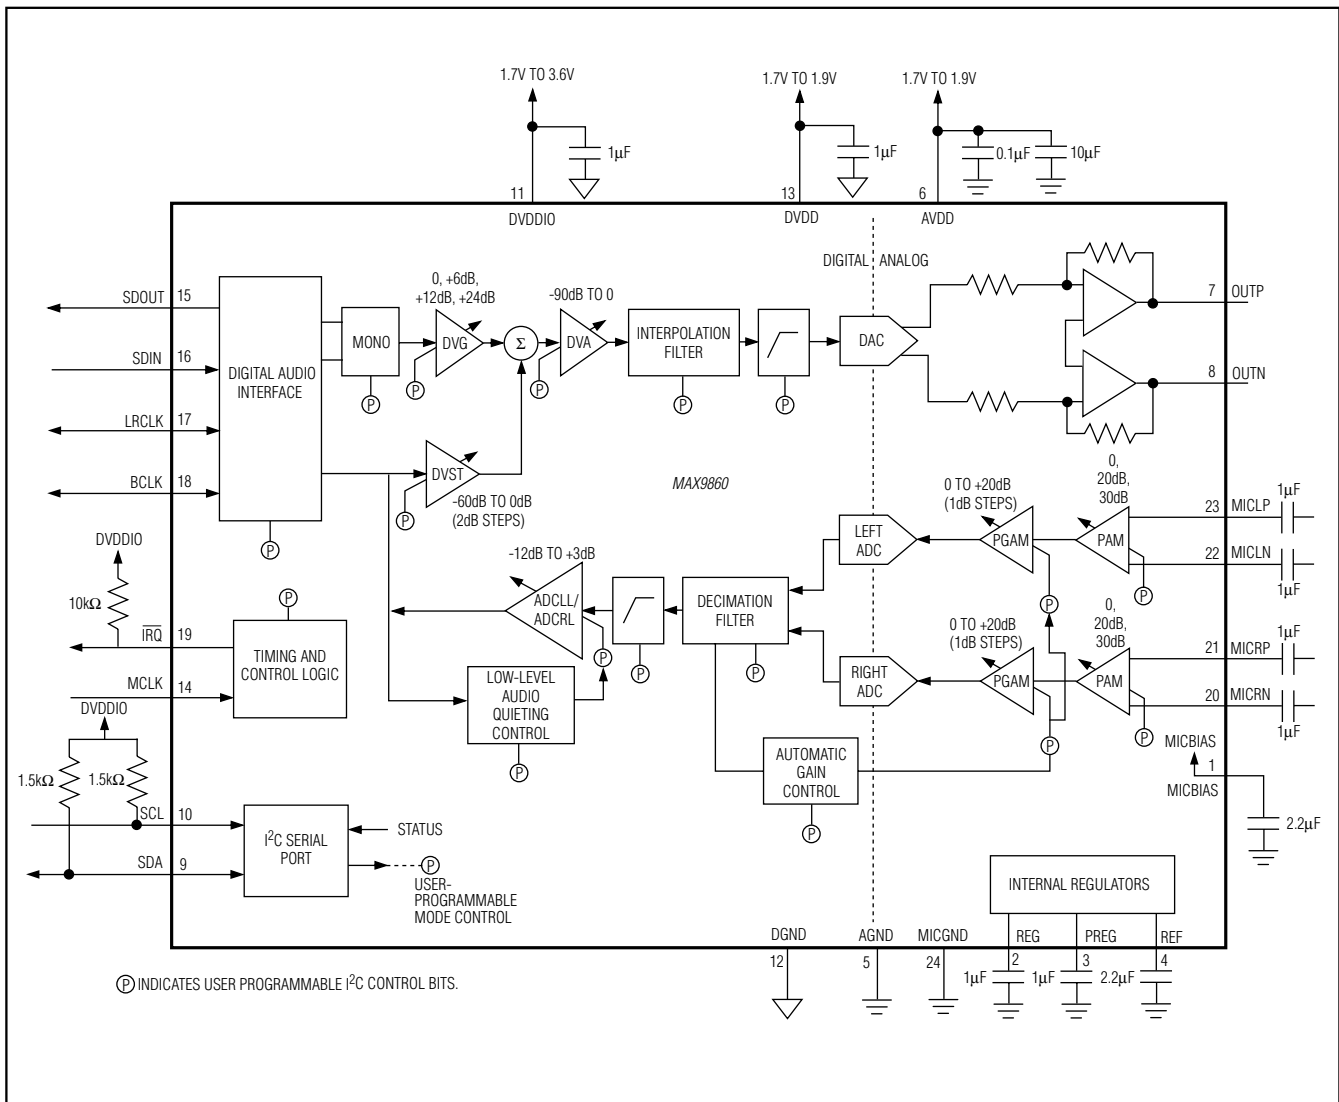 1.7V TO 3.6V
1.7V TO 1.9V
1.7V TO 1.9V
1µF
1µF
0.1µF
10µF
11
13
6
DVDDIO
DVDD
AVDD
DIGITAL
ANALOG
SDOUT
15
SDIN
16
LRCLK
17
BCLK
18
DIGITAL AUDIO
INTERFACE
P
MONO
P
0, +6dB,
+12dB, +24dB
DVG
P
Σ
-90dB TO 0
DVA
P
INTERPOLATION
FILTER
P
P
DAC
7
OUTP
8
OUTN
DVST
P
-60dB TO 0dB
(2dB STEPS)
MAX9860
0 TO +20dB
(1dB STEPS)
0,
20dB,
30dB
LEFT
ADC
PGAM
P
PAM
P
23
MICLP
1µF
22
MICLN
1µF
DVDDIO
10kΩ
IRQ
19
MCLK
14
P
TIMING AND
CONTROL LOGIC
-12dB TO +3dB
ADCLL/
ADCRL
P
P
DECIMATION
FILTER
P
LOW-LEVEL
AUDIO
QUIETING
CONTROL
P
0 TO +20dB
(1dB STEPS)
0,
20dB,
30dB
RIGHT
ADC
PGAM
P
PAM
P
21
MICRP
1µF
20
MICRN
1µF
AUTOMATIC
GAIN
CONTROL
P
MICBIAS
1
MICBIAS
2.2µF
DVDDIO
1.5kΩ
1.5kΩ
SCL
10
SDA
9
I²C SERIAL
PORT
STATUS
P
USER-
PROGRAMMABLE
MODE CONTROL
INTERNAL REGULATORS
DGND
AGND
MICGND
REG
PREG
REF
12
5
24
2
3
4
1µF
1µF
2.2µF
P INDICATES USER PROGRAMMABLE I²C CONTROL BITS.